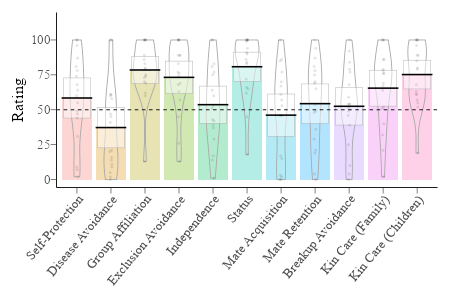 100
75
50
25
0
Rating
Self-Protection
Disease Avoidance
Group Affiliation
Exclusion Avoidance
Independence
Status
Mate Acquisition
Mate Retention
Breakup Avoidance
Kin Care (Family)
Kin Care (Children)